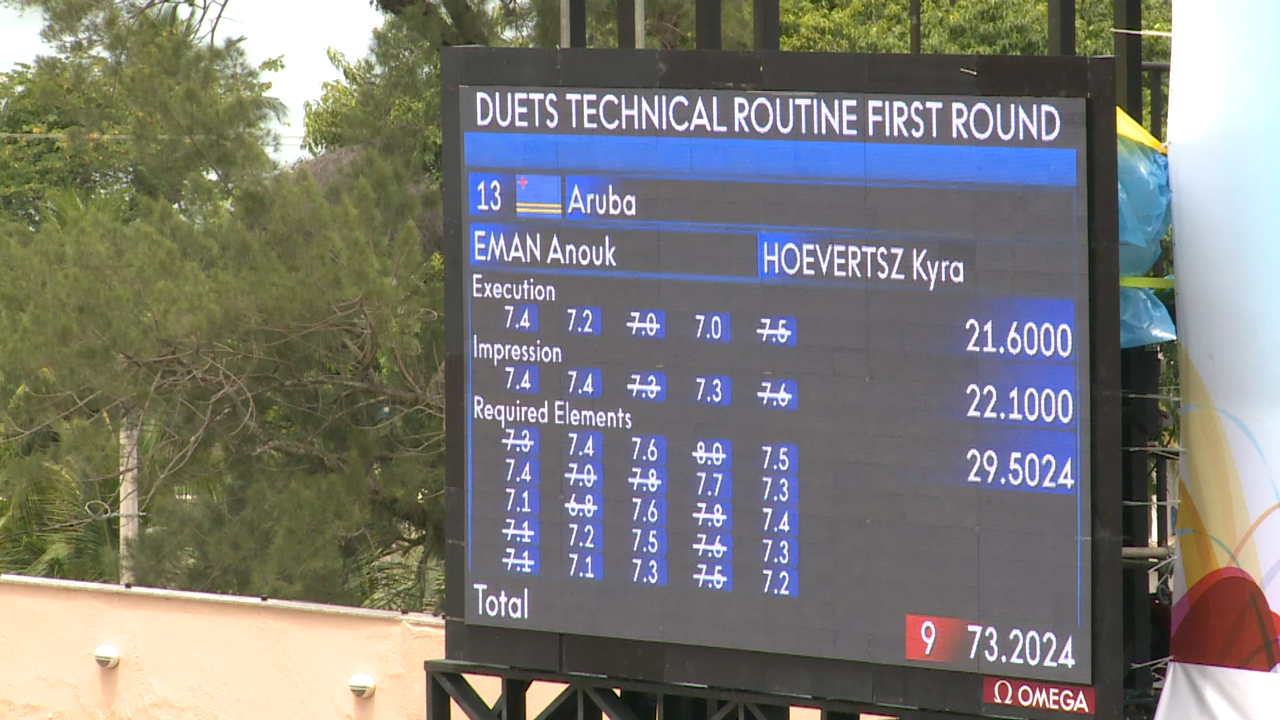 DUETS TECHNICAL ROUTINE FIRST ROUND
13 Aruba
EMAN Anouk HOEVERTSZ Kyra
Execution
7.4 7.2 7.0 7.0 7.5 21.6000
Impression
7.4 7.4 7.3 7.3 7.6 22.1000
Required Elements
7.3 7.4 7.6 8.0 7.5 29.5024
7.4 7.0 7.8 7.7 7.3
7.1 6.8 7.6 7.8 7.4
7.1 7.2 7.5 7.6 7.3
7.1 7.1 7.3 7.5 7.2
Total 9 73.2024
Ω OMEGA